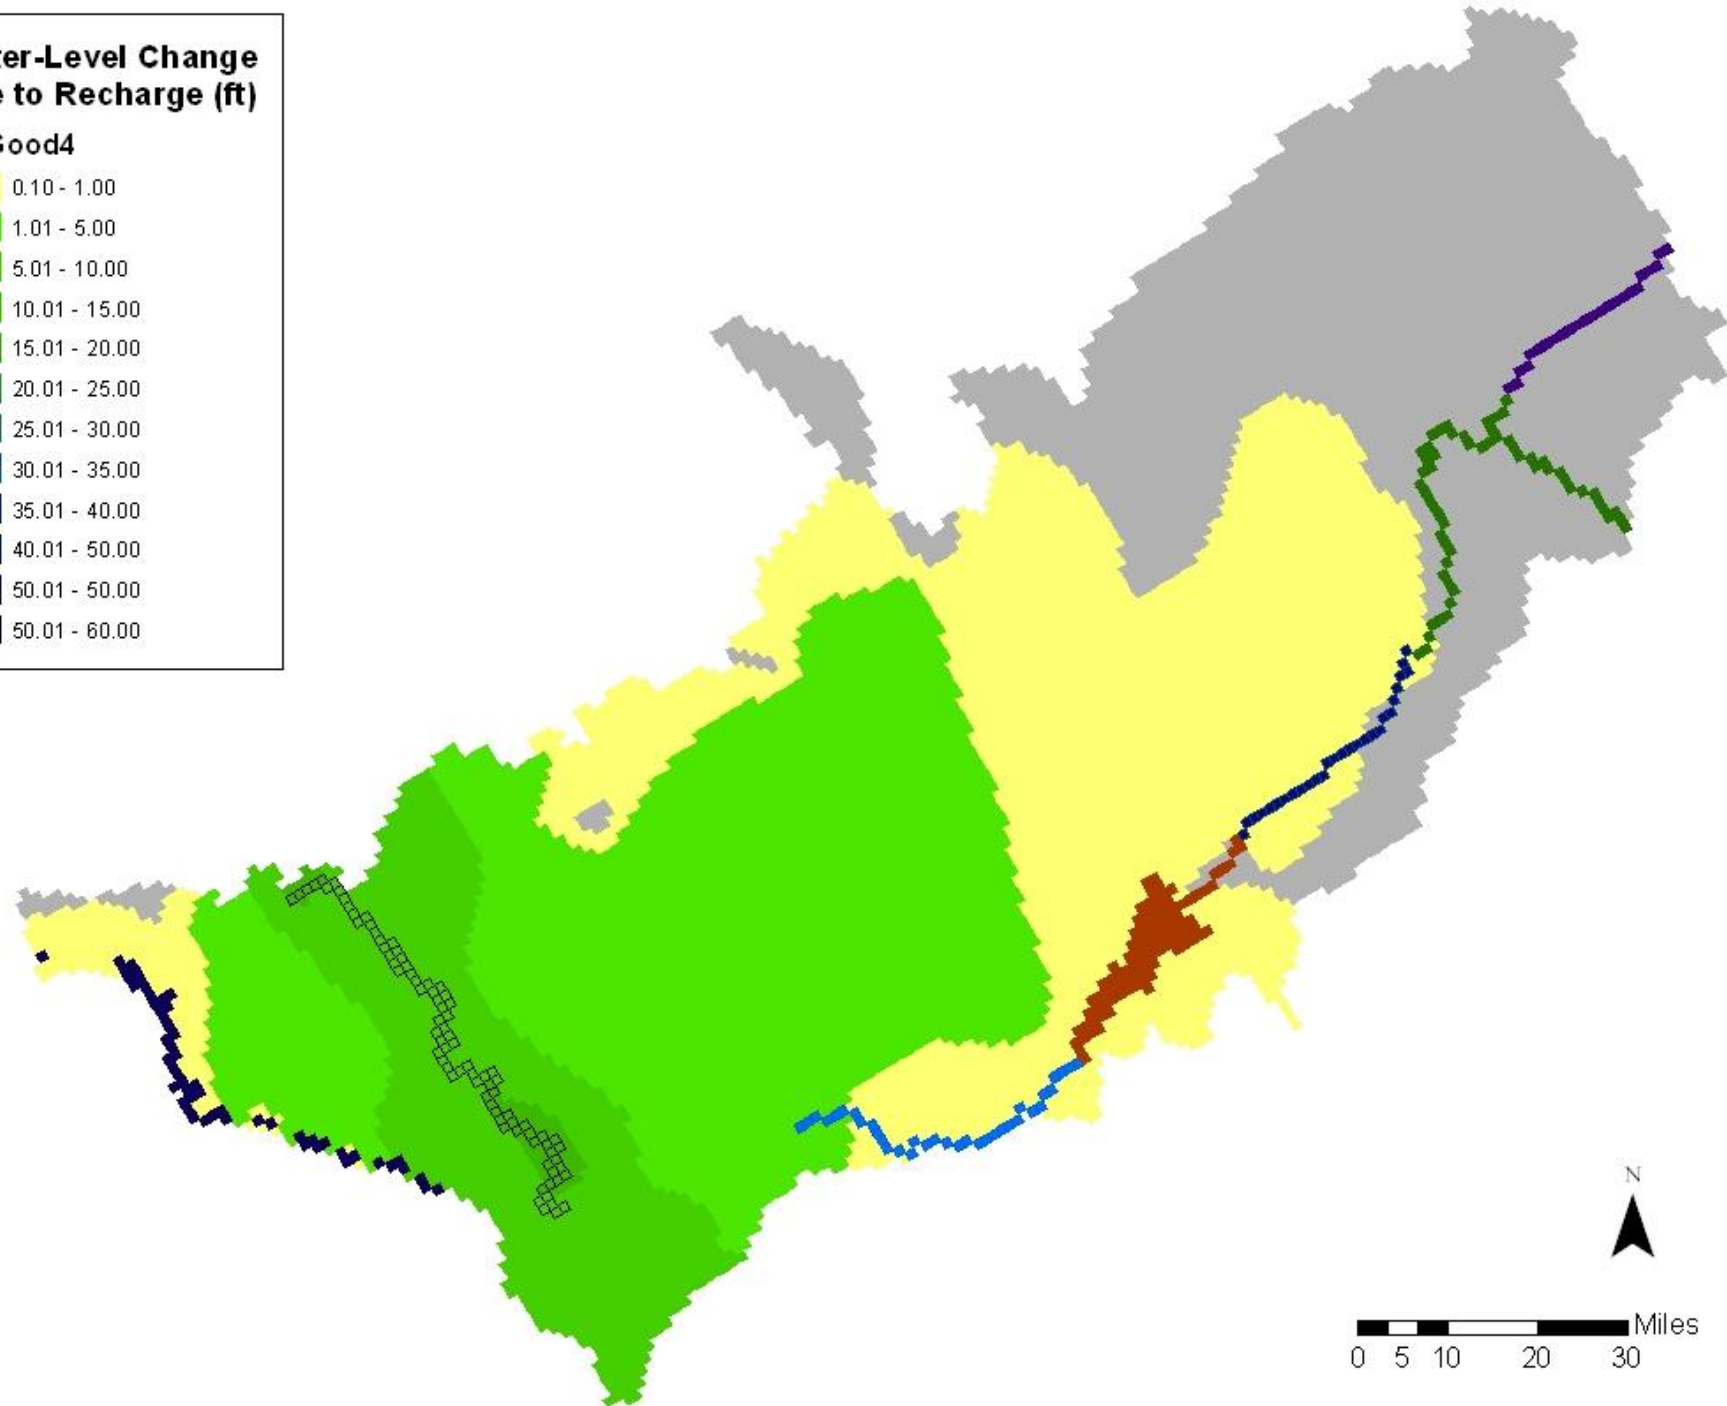 ter-Level Change
e to Recharge (ft)
Good4
0.10 - 1.00
1.01 - 5.00
5.01 - 10.00
10.01 - 15.00
15.01 - 20.00
20.01 - 25.00
25.01 - 30.00
30.01 - 35.00
35.01 - 40.00
40.01 - 50.00
50.01 - 50.00
50.01 - 60.00
N
Miles
0 5 10 20 30